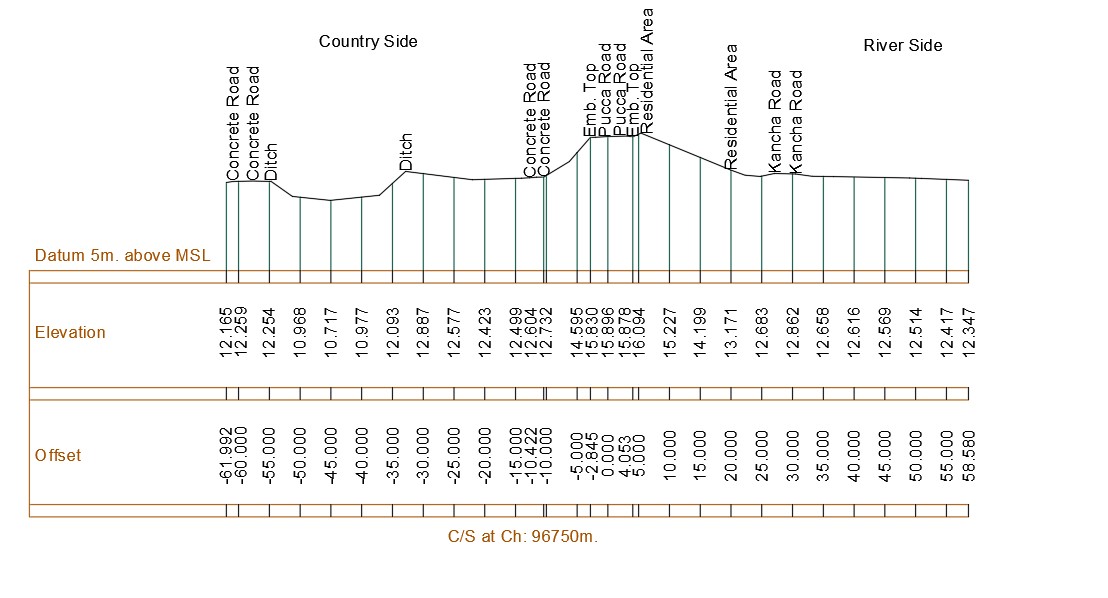 Country Side
River Side
Concrete Road
Concrete Road
Ditch
Ditch
Concrete Road
Concrete Road
Emb. Top
Pucca Road
Pucca Road
Emb. Top
Residential Area
Residential Area
Kancha Road
Kancha Road
Datum 5m. above MSL
Elevation
12.165
12.259
12.254
10.968
10.717
10.977
12.093
12.887
12.577
12.423
12.499
12.604
12.732
14.595
15.830
15.896
15.878
16.094
15.227
14.199
13.171
12.683
12.862
12.658
12.616
12.569
12.514
12.417
12.347
Offset
-61.992
-60.000
-55.000
-50.000
-45.000
-40.000
-35.000
-30.000
-25.000
-20.000
-15.000
-10.422
-10.000
-5.000
-2.845
0.000
4.053
5.000
10.000
15.000
20.000
25.000
30.000
35.000
40.000
45.000
50.000
55.000
58.580
C/S at Ch: 96750m.